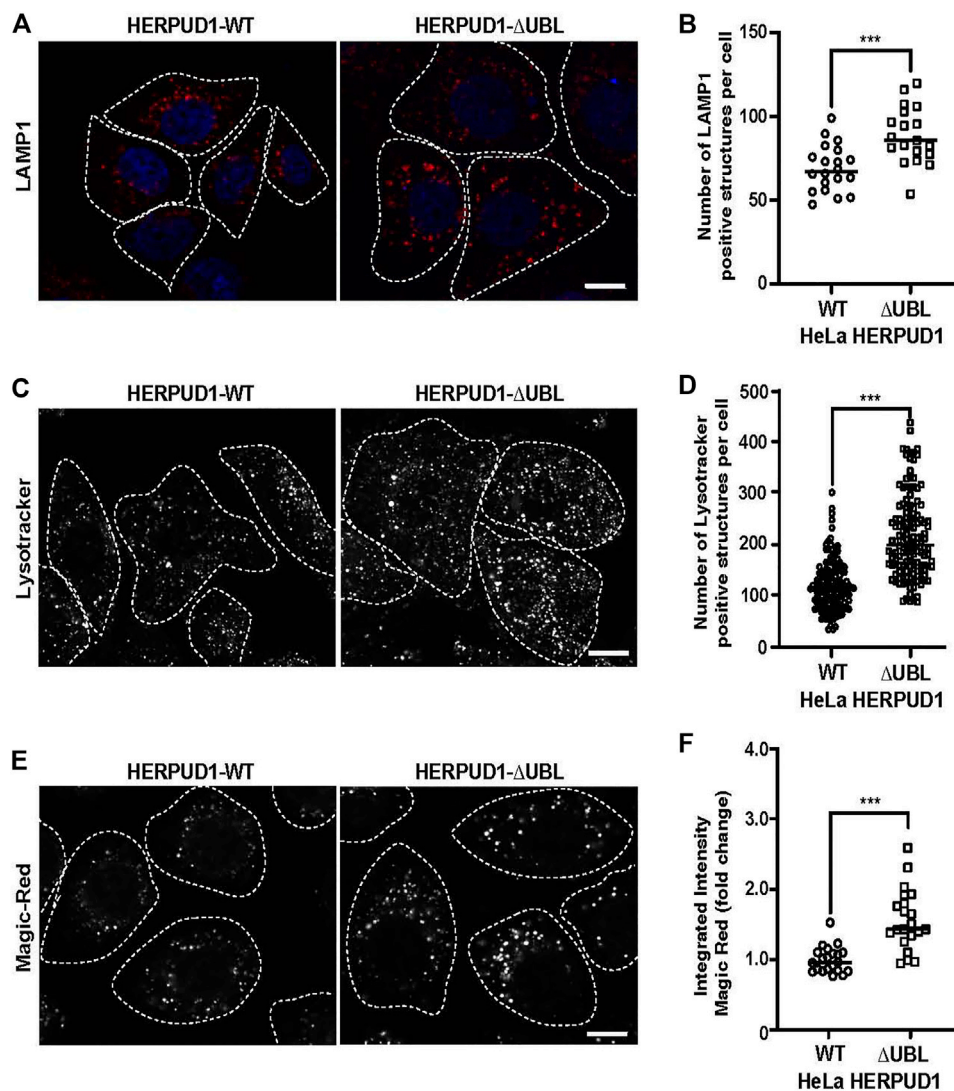 A
HERPUD1-WT
HERPUD1-ΔUBL
LAMP1
B
Number of LAMP1
positive structures per cell
150
100
50
0
***
WT
ΔUBL
HeLa HERPUD1
C
HERPUD1-WT
HERPUD1-ΔUBL
Lysotracker
D
Number of Lysotracker
positive structures per cell
500
400
300
200
100
0
***
WT
ΔUBL
HeLa HERPUD1
E
HERPUD1-WT
HERPUD1-ΔUBL
Magic-Red
F
Integrated Intensity
Magic Red (fold change)
4.0
3.0
2.0
1.0
0
***
WT
ΔUBL
HeLa HERPUD1